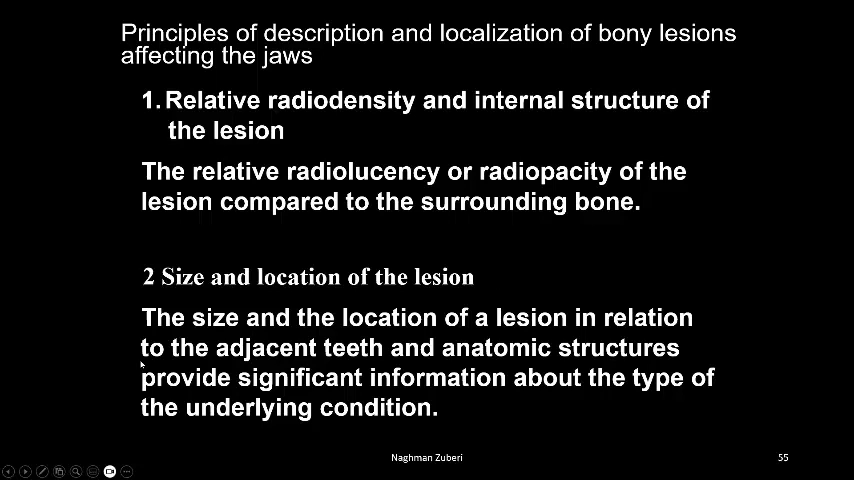 Principles of description and localization of bony lesions
affecting the jaws
1. Relative radiodensity and internal structure of
the lesion
The relative radiolucency or radiopacity of the
lesion compared to the surrounding bone.
2 Size and location of the lesion
The size and the location of a lesion in relation
to the adjacent teeth and anatomic structures
provide significant information about the type of
the underlying condition.
Naghman Zuberi
55